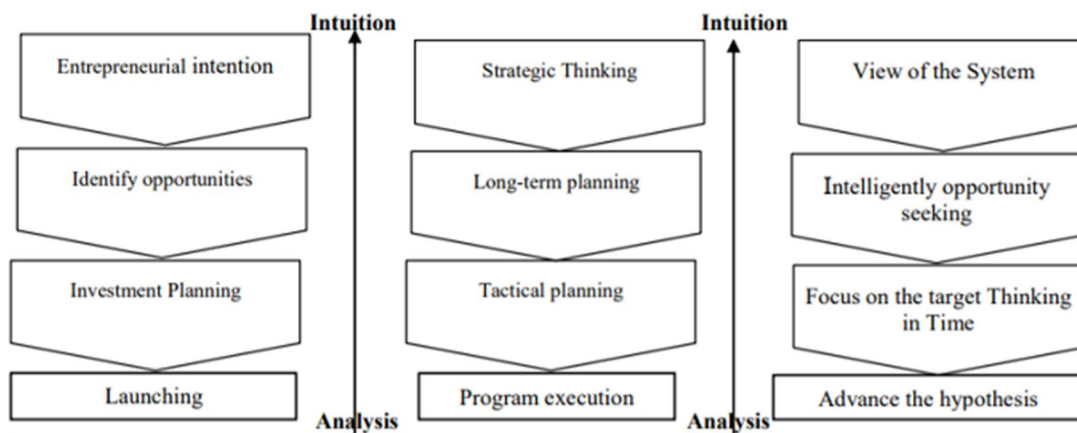 Intuition
Intuition
Entrepreneurial intention
Strategic Thinking
View of the System
Identify opportunities
Long-term planning
Intelligently opportunity
seeking
Investment Planning
Tactical planning
Focus on the target Thinking
in Time
Launching
Program execution
Advance the hypothesis
Analysis
Analysis